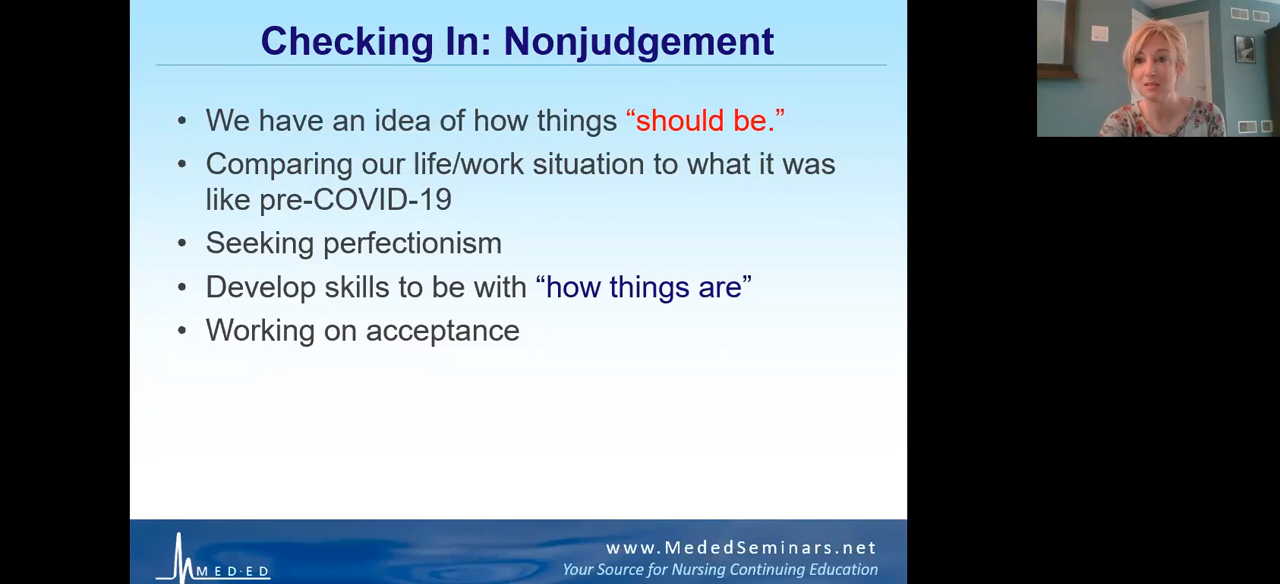 Checking In: Nonjudgement
• We have an idea of how things “should be.”
• Comparing our life/work situation to what it was
like pre-COVID-19
• Seeking perfectionism
• Develop skills to be with “how things are”
• Working on acceptance
MED·ED
www.MededSeminars.net
Your Source for Nursing Continuing Education